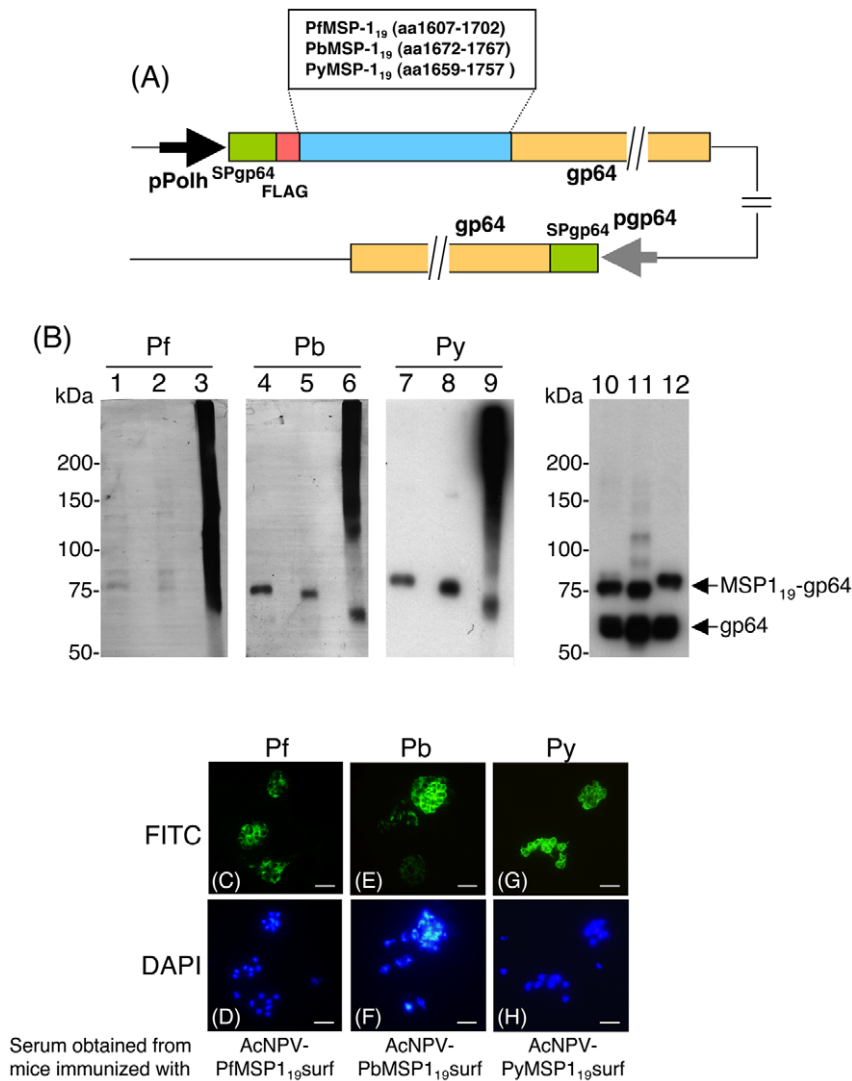 (A)
PfMSP-1₁₉ (aa1607-1702)
PbMSP-1₁₉ (aa1672-1767)
PyMSP-1₁₉ (aa1659-1757 )
pPolh
SPgp64
FLAG
gp64
gp64
SPgp64
pgp64
(B)
Pf
Pb
Py
kDa
1 2 3
4 5 6
7 8 9
kDa
10 11 12
200-
150-
100-
75-
50-
200-
150-
100-
75-
50-
MSP1₁₉-gp64
gp64
Pf
Pb
Py
FITC
(C)
(E)
(G)
DAPI
(D)
(F)
(H)
Serum obtained from
mice immunized with
AcNPV-
PfMSP1₁₉surf
AcNPV-
PbMSP1₁₉surf
AcNPV-
PyMSP1₁₉surf